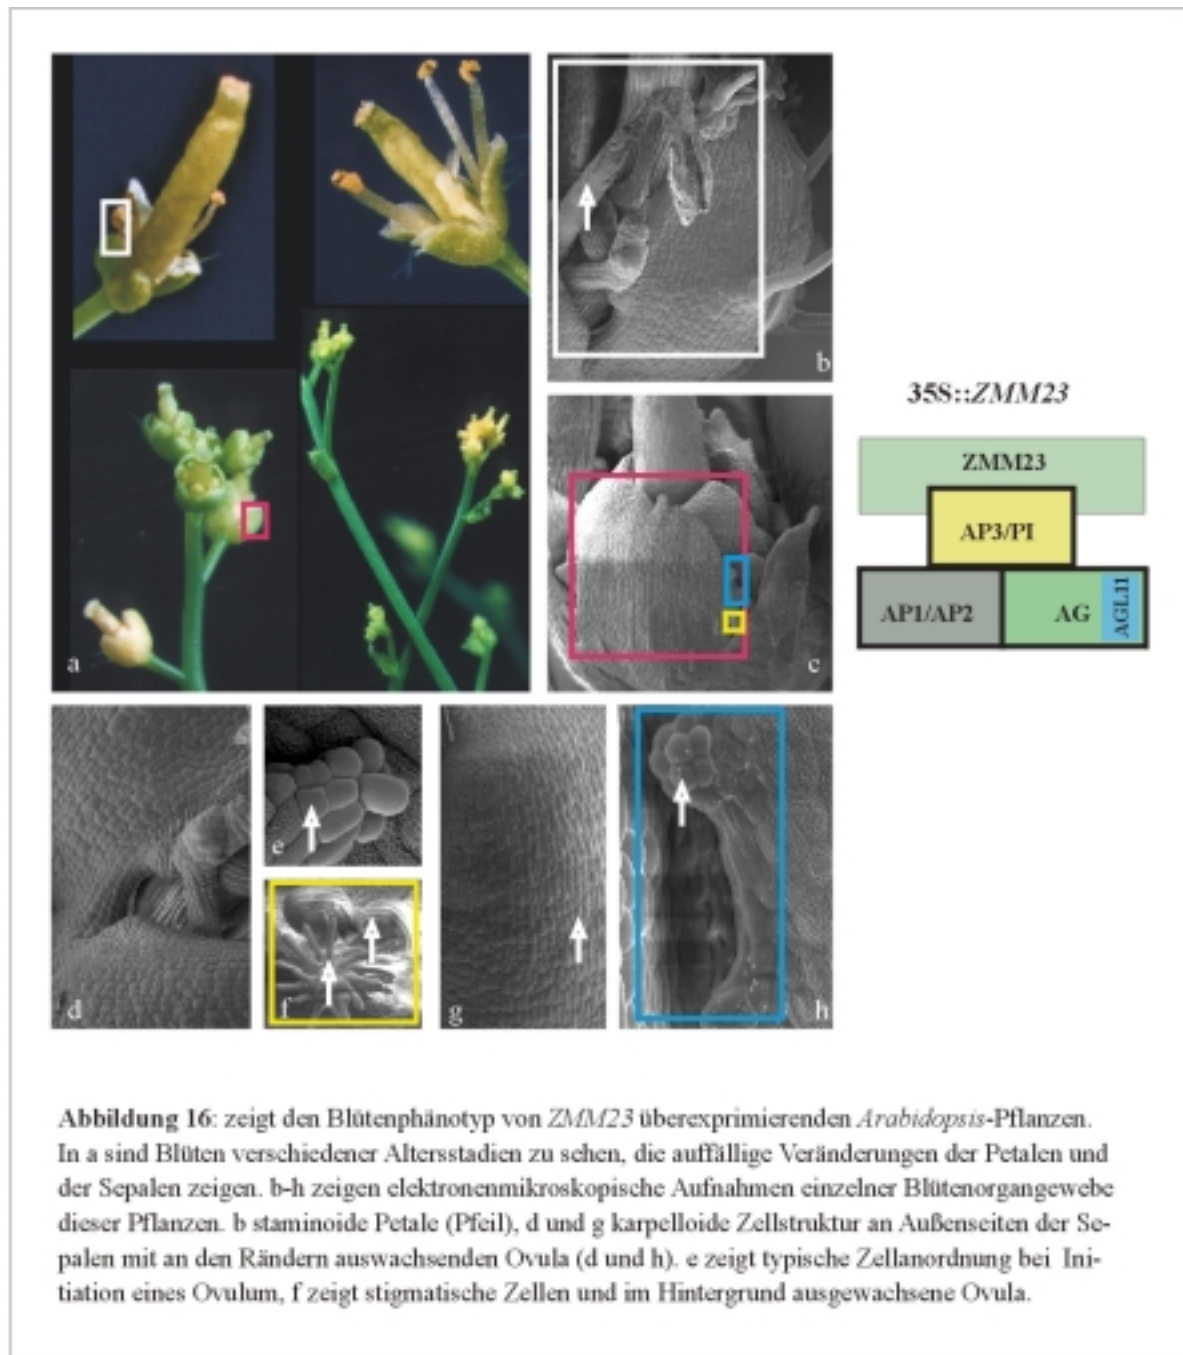 a
b
c
35S::ZMM23
ZMM23
AP3/PI
AP1/AP2
AG
AGL11
d
e
f
g
h
Abbildung 16: zeigt den Blütenphänotyp von ZMM23 überexprimierenden Arabidopsis-Pflanzen.
In a sind Blüten verschiedener Altersstadien zu sehen, die auffällige Veränderungen der Petalen und
der Sepalen zeigen. b-h zeigen elektronenmikroskopische Aufnahmen einzelner Blütenorgangewebe
dieser Pflanzen. b staminoide Petale (Pfeil), d und g karpelloide Zellstruktur an Außenseiten der Se-
palen mit an den Rändern auswachsenden Ovula (d und h). e zeigt typische Zellanordnung bei Ini-
tiation eines Ovulum, f zeigt stigmatische Zellen und im Hintergrund ausgewachsene Ovula.